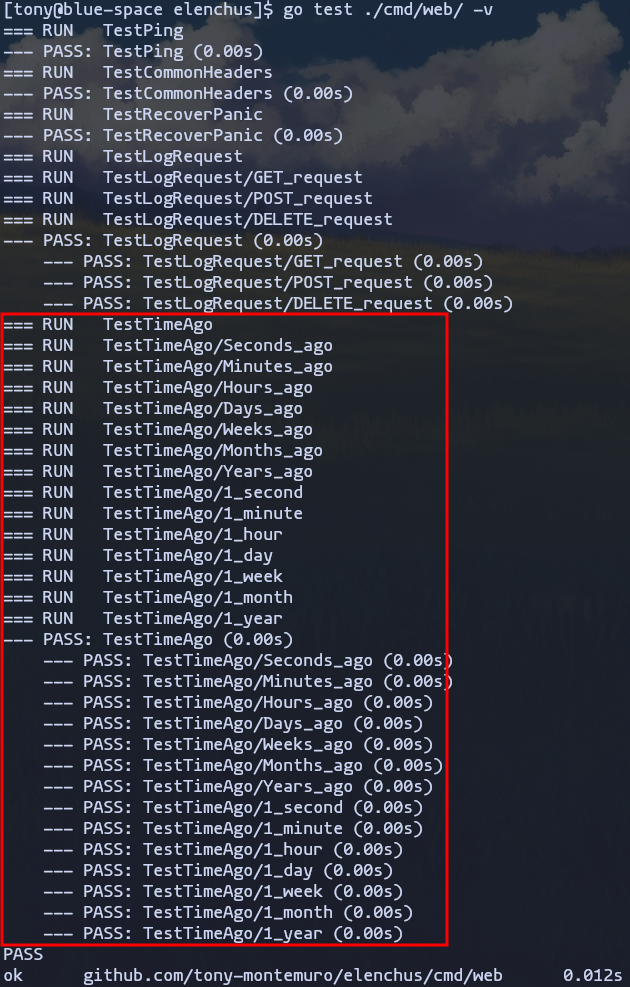 [tony@blue-space elenchus]$ go test ./cmd/web/ -v
=== RUN   TestPing
--- PASS: TestPing (0.00s)
=== RUN   TestCommonHeaders
--- PASS: TestCommonHeaders (0.00s)
=== RUN   TestRecoverPanic
--- PASS: TestRecoverPanic (0.00s)
=== RUN   TestLogRequest
=== RUN   TestLogRequest/GET_request
=== RUN   TestLogRequest/POST_request
=== RUN   TestLogRequest/DELETE_request
--- PASS: TestLogRequest (0.00s)
    --- PASS: TestLogRequest/GET_request (0.00s)
    --- PASS: TestLogRequest/POST_request (0.00s)
    --- PASS: TestLogRequest/DELETE_request (0.00s)
=== RUN   TestTimeAgo
=== RUN   TestTimeAgo/Seconds_ago
=== RUN   TestTimeAgo/Minutes_ago
=== RUN   TestTimeAgo/Hours_ago
=== RUN   TestTimeAgo/Days_ago
=== RUN   TestTimeAgo/Weeks_ago
=== RUN   TestTimeAgo/Months_ago
=== RUN   TestTimeAgo/Years_ago
=== RUN   TestTimeAgo/1_second
=== RUN   TestTimeAgo/1_minute
=== RUN   TestTimeAgo/1_hour
=== RUN   TestTimeAgo/1_day
=== RUN   TestTimeAgo/1_week
=== RUN   TestTimeAgo/1_month
=== RUN   TestTimeAgo/1_year
--- PASS: TestTimeAgo (0.00s)
    --- PASS: TestTimeAgo/Seconds_ago (0.00s)
    --- PASS: TestTimeAgo/Minutes_ago (0.00s)
    --- PASS: TestTimeAgo/Hours_ago (0.00s)
    --- PASS: TestTimeAgo/Days_ago (0.00s)
    --- PASS: TestTimeAgo/Weeks_ago (0.00s)
    --- PASS: TestTimeAgo/Months_ago (0.00s)
    --- PASS: TestTimeAgo/Years_ago (0.00s)
    --- PASS: TestTimeAgo/1_second (0.00s)
    --- PASS: TestTimeAgo/1_minute (0.00s)
    --- PASS: TestTimeAgo/1_hour (0.00s)
    --- PASS: TestTimeAgo/1_day (0.00s)
    --- PASS: TestTimeAgo/1_week (0.00s)
    --- PASS: TestTimeAgo/1_month (0.00s)
    --- PASS: TestTimeAgo/1_year (0.00s)
PASS
ok      github.com/tony-montemuro/elenchus/cmd/web      0.012s